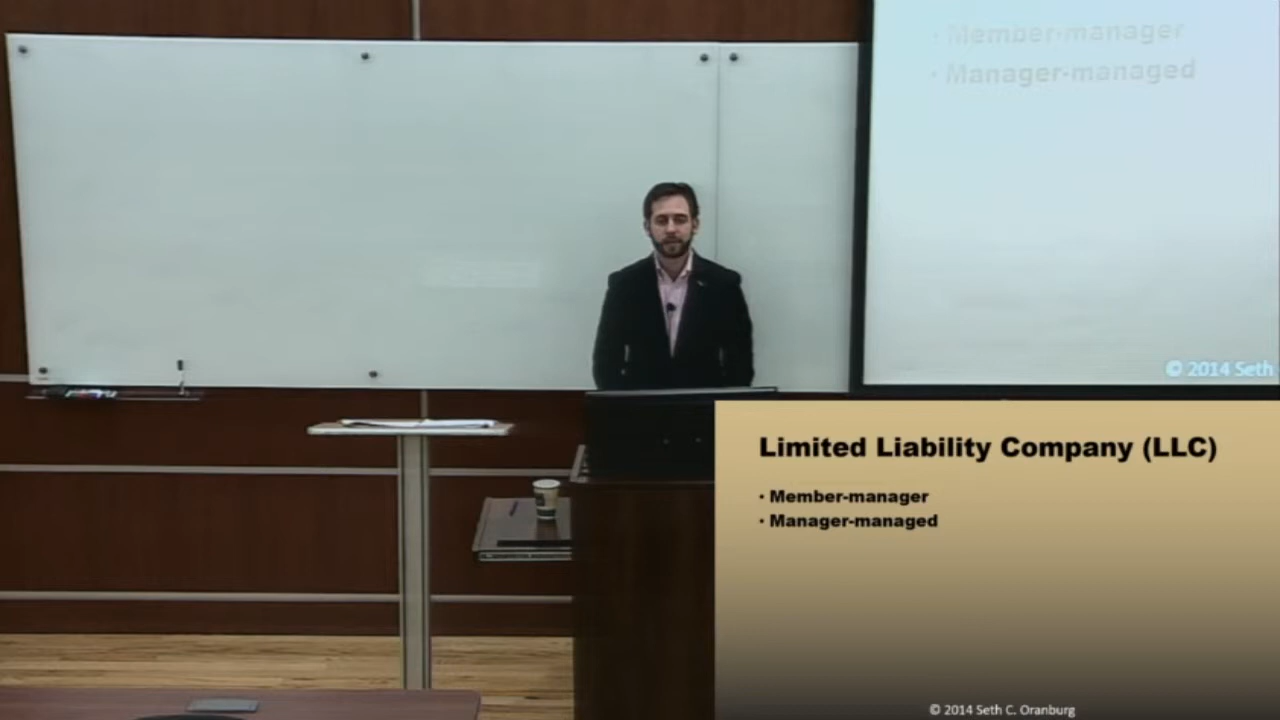 · Member-manager
· Manager-managed
© 2014 Seth
Limited Liability Company (LLC)
· Member-manager
· Manager-managed
© 2014 Seth C. Oranburg